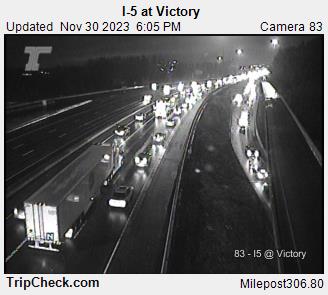 I-5 at Victory
Updated  Nov 30 2023  6:05 PM
Camera 83
83 - I5 @ Victory
TripCheck.com
Milepost306.80